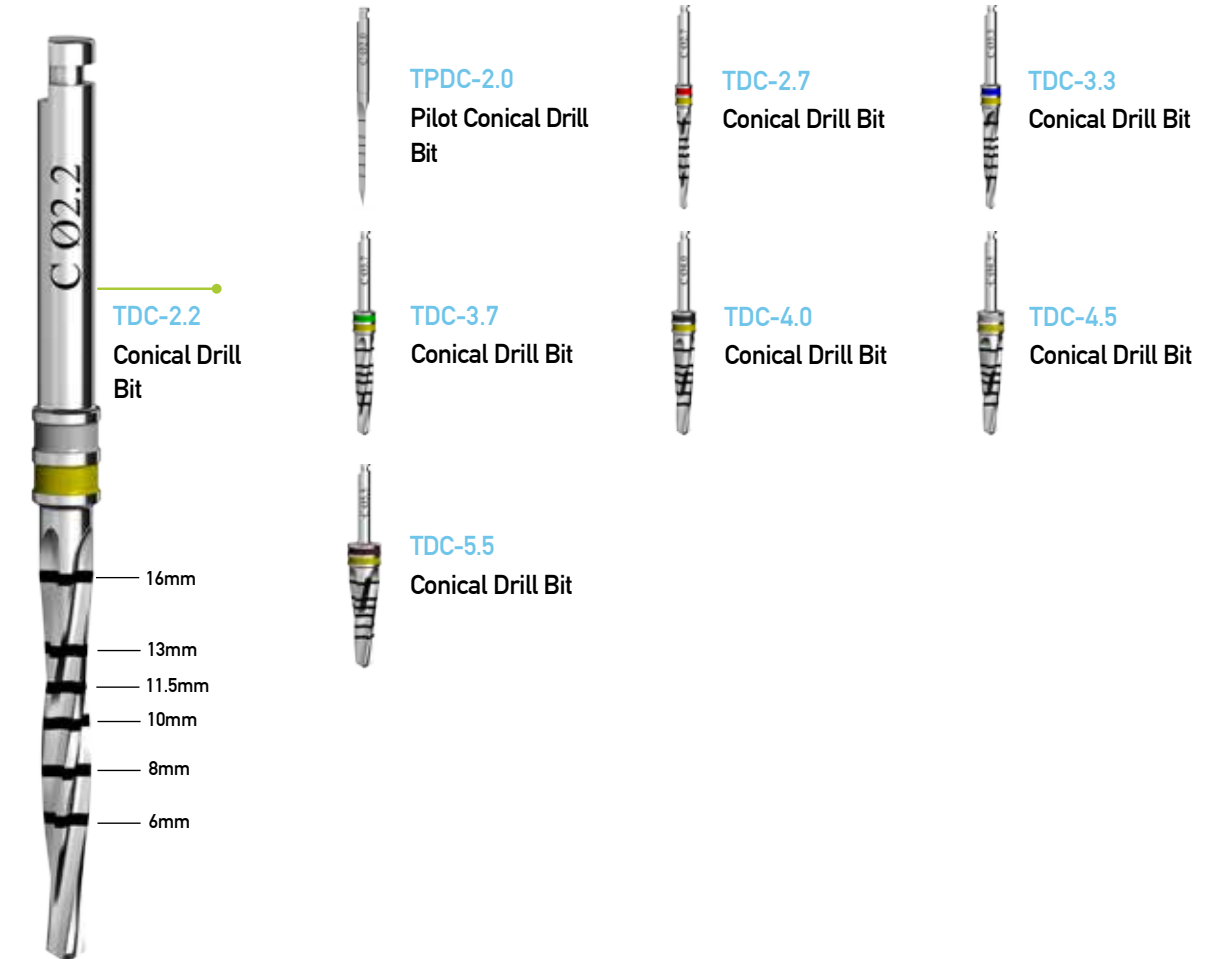 C Ø2.2
TDC-2.2
Conical Drill
Bit
16mm
13mm
11.5mm
10mm
8mm
6mm
TPDC-2.0
Pilot Conical Drill
Bit
TDC-2.7
Conical Drill Bit
TDC-3.3
Conical Drill Bit
TDC-3.7
Conical Drill Bit
TDC-4.0
Conical Drill Bit
TDC-4.5
Conical Drill Bit
TDC-5.5
Conical Drill Bit